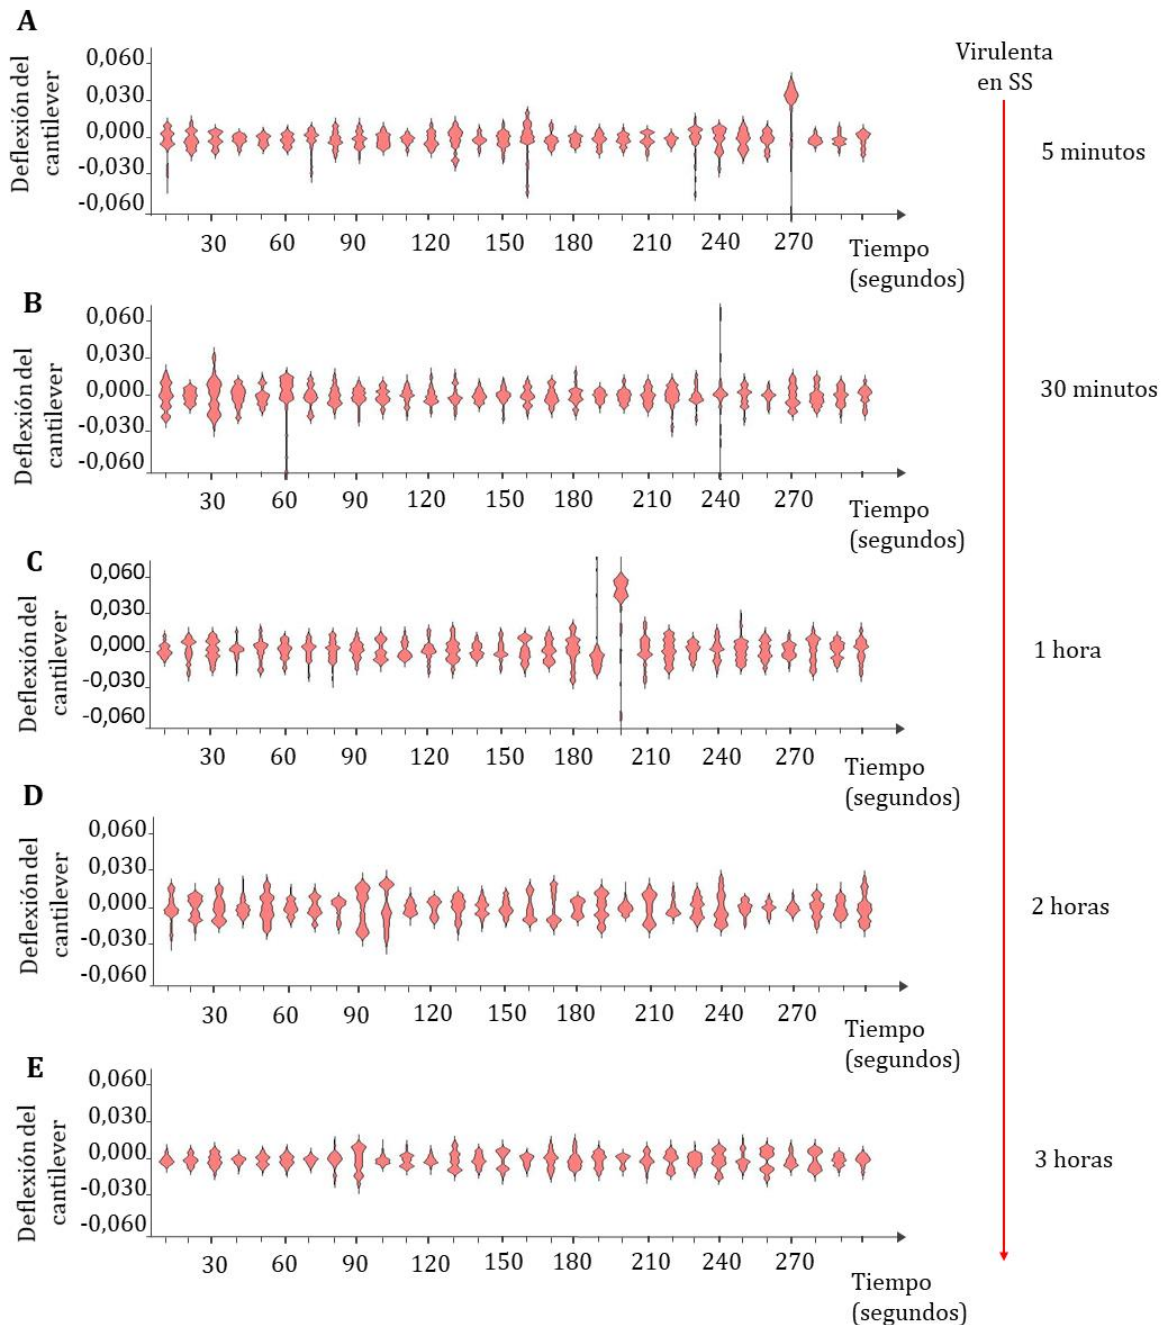 A
Deflexión del
cantilever
0,060
0,030
0,000
-0,030
-0,060
30
60
90
120
150
180
210
240
270
Tiempo
(segundos)
Virulenta
en SS
5 minutos
B
Deflexión del
cantilever
0,060
0,030
0,000
-0,030
-0,060
30
60
90
120
150
180
210
240
270
Tiempo
(segundos)
30 minutos
C
Deflexión del
cantilever
0,060
0,030
0,000
-0,030
-0,060
30
60
90
120
150
180
210
240
270
Tiempo
(segundos)
1 hora
D
Deflexión del
cantilever
0,060
0,030
0,000
-0,030
-0,060
30
60
90
120
150
180
210
240
270
Tiempo
(segundos)
2 horas
E
Deflexión del
cantilever
0,060
0,030
0,000
-0,030
-0,060
30
60
90
120
150
180
210
240
270
Tiempo
(segundos)
3 horas